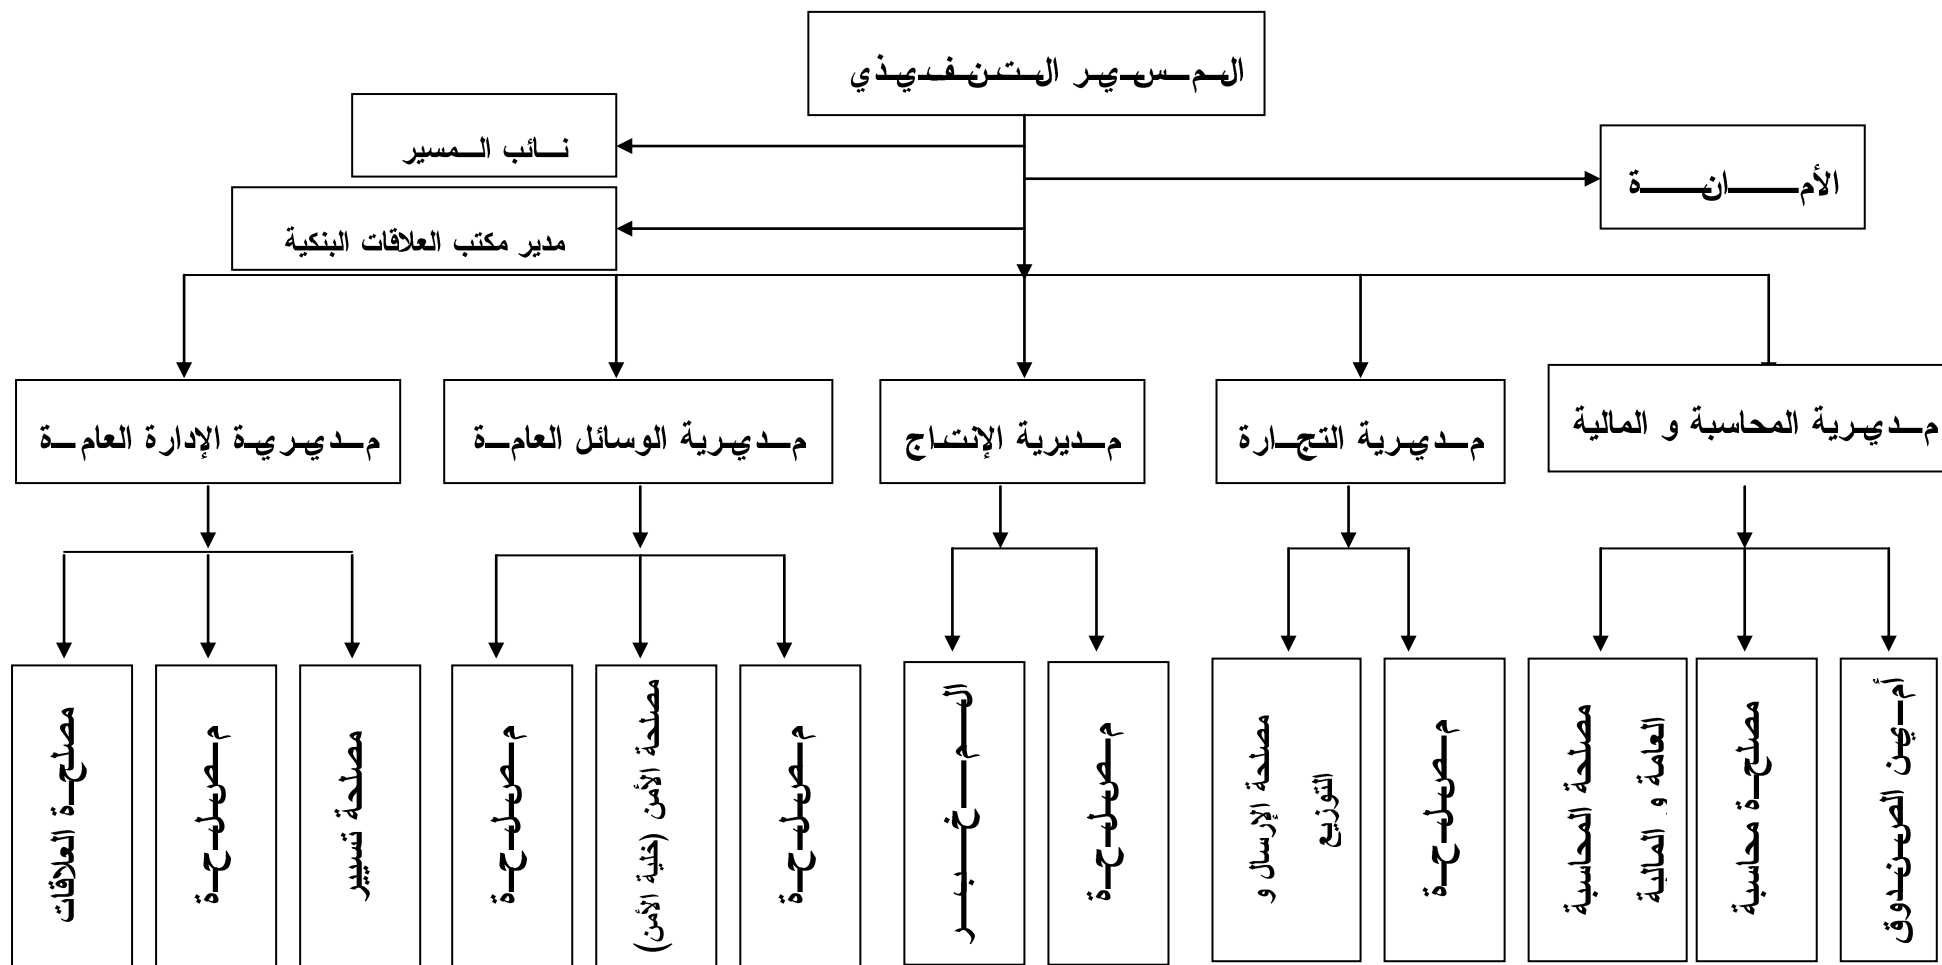 المسير التنفيذي
نائب المسير
الأمانة
مدير مكتب العلاقات البنكية
مديرية المحاسبة و المالية
مديرية التجارة
مديرية الإنتاج
مديرية الوسائل العامة
مديرية الإدارة العامة
أمين الصندوق
مصلحة محاسبة
مصلحة المحاسبة
العامة و المالية
مصلحة
مصلحة الإرسال و
التوزيع
مصلحة
المخبر
مصلحة
مصلحة الأمن (خلية الأمن)
مصلحة
مصلحة تسيير
مصلحة
مصلحة العلاقات